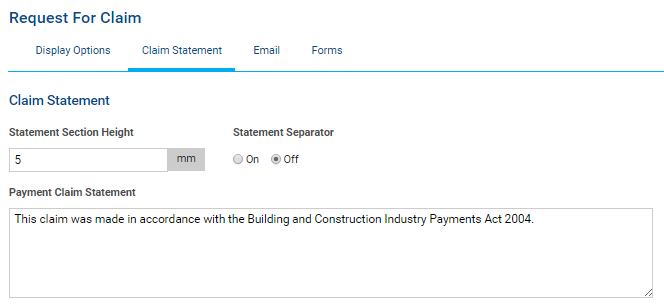 Request For Claim
Display Options Claim Statement Email Forms
Claim Statement
Statement Section Height Statement Separator
5 mm On Off
Payment Claim Statement
This claim was made in accordance with the Building and Construction Industry Payments Act 2004.